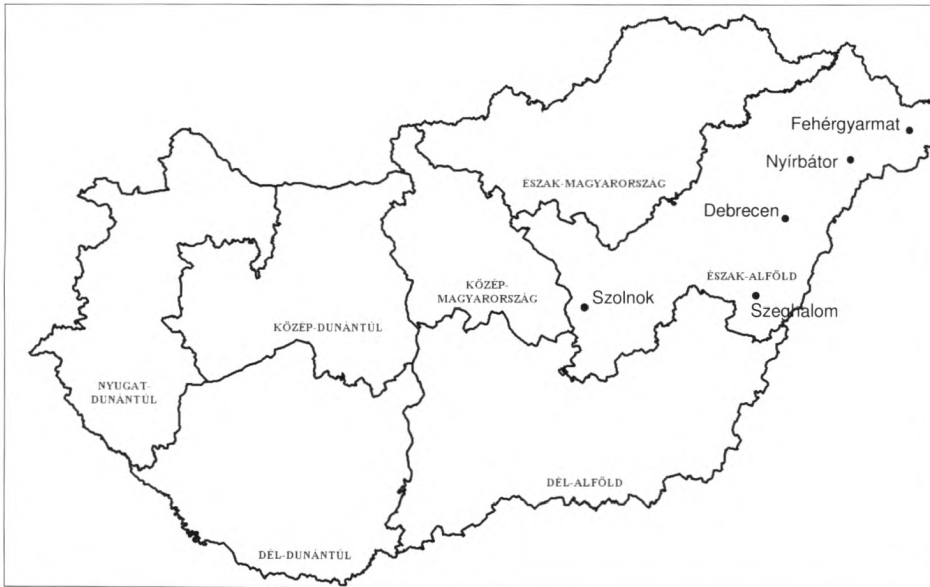 Fehérgyarmat
Nyírbátor
ÉSZAK-MAGYARORSZÁG
Debrecen
ÉSZAK-ALFÖLD
KÖZÉP-
MAGYARORSZÁG
Szolnok
Szeghalom
KÖZÉP-DUNÁNTÚL
NYUGAT-
DUNÁNTÚL
DÉL-ALFÖLD
DÉL-DUNÁNTÚL